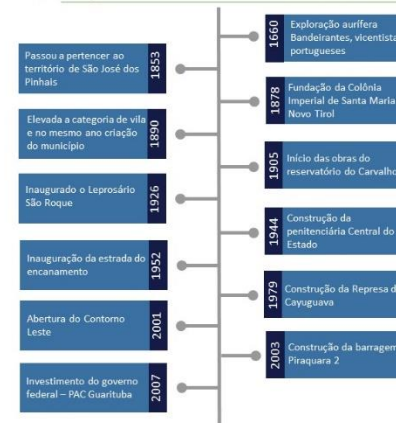 1660
Exploração aurífera
Bandeirantes, vicentista
portugueses
Passou a pertencer ao
território de São José dos
Pinhais
1853
1878
Fundação da Colônia
Imperial de Santa Maria
Novo Tirol
Elevada a categoria de vila
e no mesmo ano criação
do município
1890
1905
Início das obras do
reservatório do Carvalho
Inaugurado o Leprosário
São Roque
1926
1944
Construção da
penitenciária Central do
Estado
Inauguração da estrada do
encanamento
1952
1979
Construção da Represa d
Cayuguava
Abertura do Contorno
Leste
2001
2003
Construção da barragem
Piraquara 2
Investimento do governo
federal – PAC Guarituba
2007